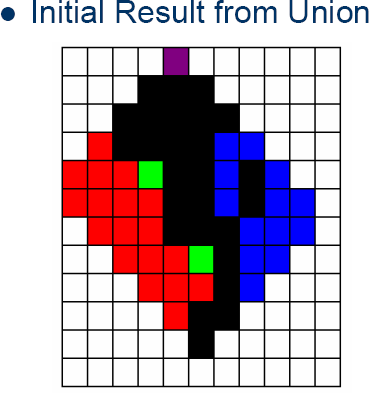 • Initial Result from Union